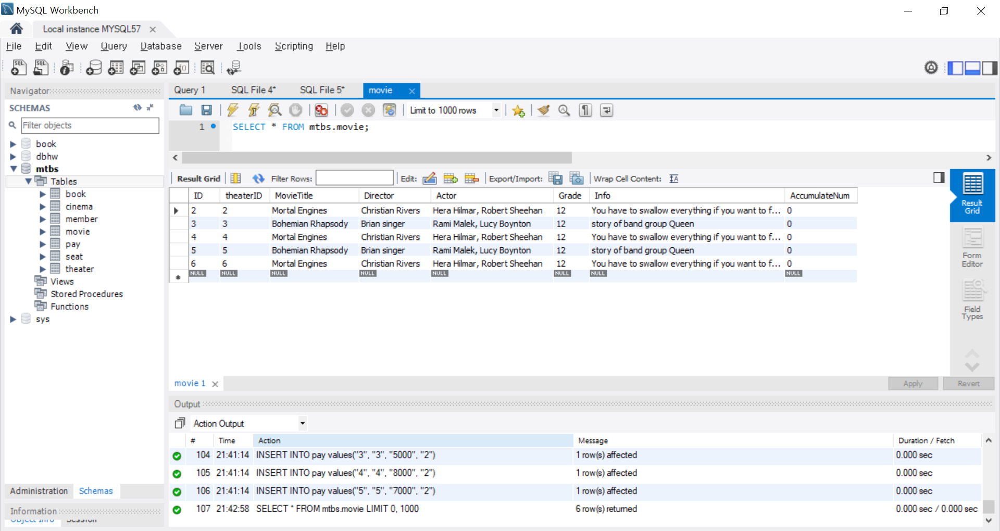 MySQL Workbench
Local instance MYSQL57
File Edit View Query Database Server Tools Scripting Help
Navigator
SCHEMAS
Filter objects
book
dbhw
mtbs
Tables
book
cinema
member
movie
pay
seat
theater
Views
Stored Procedures
Functions
sys
Administration Schemas
Information
Object Info Session
Query 1 SQL File 4* SQL File 5* movie
Limit to 1000 rows
1 SELECT * FROM mtbs.movie;
Result Grid Filter Rows: Edit: Export/Import: Wrap Cell Content:
ID theaterID MovieTitle Director Actor Grade Info AccumulateNum
2 2 Mortal Engines Christian Rivers Hera Hilmar, Robert Sheehan 12 You have to swallow everything if you want to f... 0
3 3 Bohemian Rhapsody Brian singer Rami Malek, Lucy Boynton 12 story of band group Queen 0
4 4 Mortal Engines Christian Rivers Hera Hilmar, Robert Sheehan 12 You have to swallow everything if you want to f... 0
5 5 Bohemian Rhapsody Brian singer Rami Malek, Lucy Boynton 12 story of band group Queen 0
6 6 Mortal Engines Christian Rivers Hera Hilmar, Robert Sheehan 12 You have to swallow everything if you want to f... 0
NULL NULL NULL NULL NULL NULL NULL NULL
Result
Grid
Form
Editor
Field
Types
movie 1
Apply Revert
Output
Action Output
# Time Action Message Duration / Fetch
104 21:41:14 INSERT INTO pay values("3", "3", "5000", "2") 1 row(s) affected 0.000 sec
105 21:41:14 INSERT INTO pay values("4", "4", "8000", "2") 1 row(s) affected 0.000 sec
106 21:41:14 INSERT INTO pay values("5", "5", "7000", "2") 1 row(s) affected 0.000 sec
107 21:42:58 SELECT * FROM mtbs.movie LIMIT 0, 1000 6 row(s) returned 0.000 sec / 0.000 sec